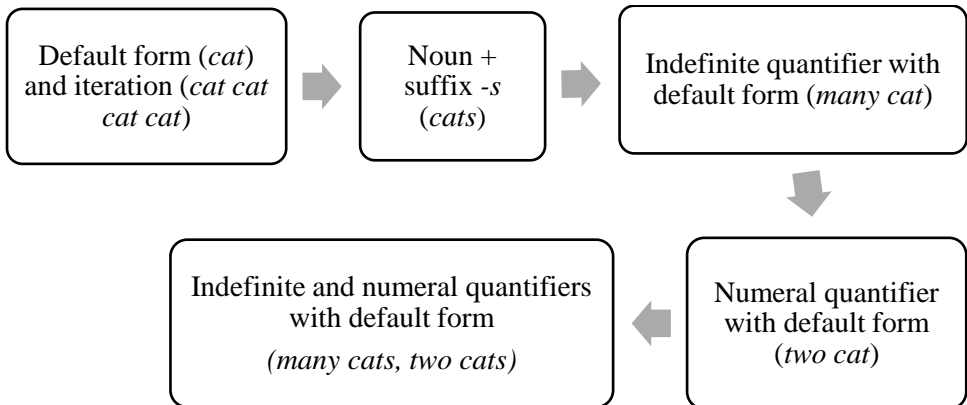 Default form (cat)
and iteration (cat cat
cat cat)
Noun +
suffix -s
(cats)
Indefinite quantifier with
default form (many cat)
Numeral quantifier
with default form
(two cat)
Indefinite and numeral quantifiers
with default form
(many cats, two cats)